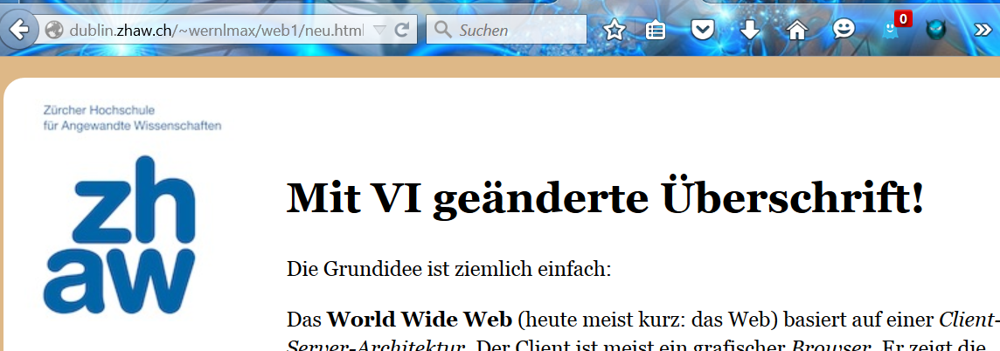 dublin.zhaw.ch/~wernlmax/web1/neu.html
Suchen
0
Zürcher Hochschule
für Angewandte Wissenschaften
zh
aw
Mit VI geänderte Überschrift!
Die Grundidee ist ziemlich einfach:
Das World Wide Web (heute meist kurz: das Web) basiert auf einer Client-
Server-Architektur. Der Client ist meist ein grafischer Browser. Er zeigt die